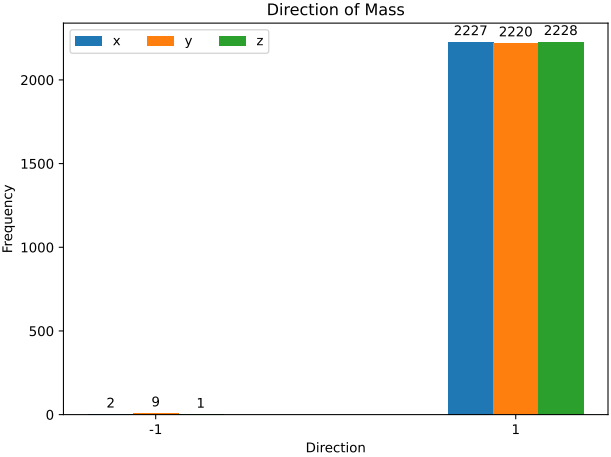 Direction of Mass
x y z
2227 2220 2228
2000
1500
1000
500
0
Frequency
2 9 1
-1 1
Direction